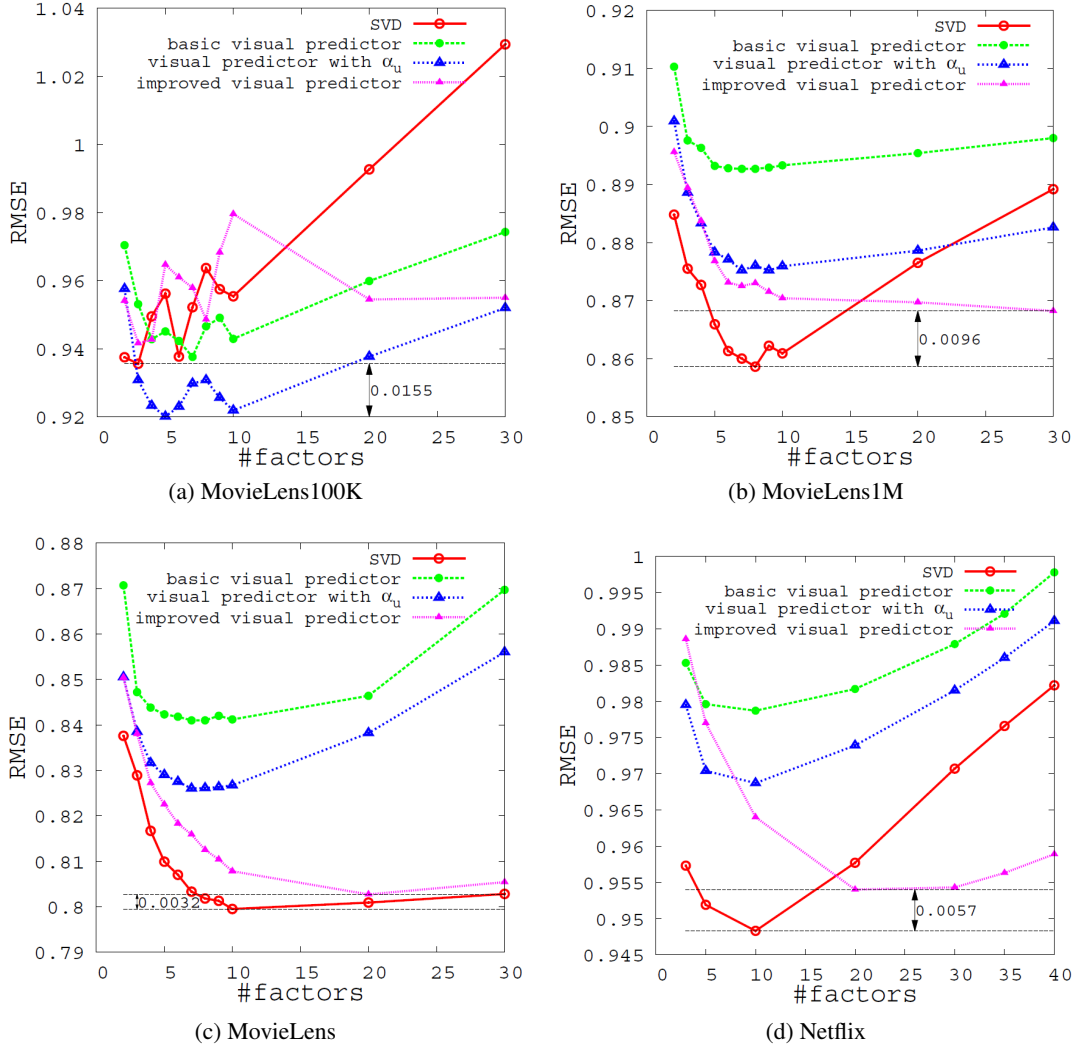 1.04
1.02
1
0.98
0.96
0.94
0.92
RMSE
SVD
basic visual predictor
visual predictor with αu
improved visual predictor
0.0155
0 5 10 15 20 25 30
#factors
(a) MovieLens100K
0.92
0.91
0.9
0.89
0.88
0.87
0.86
0.85
RMSE
SVD
basic visual predictor
visual predictor with αu
improved visual predictor
0.0096
0 5 10 15 20 25 30
#factors
(b) MovieLens1M
0.88
0.87
0.86
0.85
0.84
0.83
0.82
0.81
0.8
0.79
RMSE
SVD
basic visual predictor
visual predictor with αu
improved visual predictor
0.0032
0 5 10 15 20 25 30
#factors
(c) MovieLens
1
0.995
0.99
0.985
0.98
0.975
0.97
0.965
0.96
0.955
0.95
0.945
RMSE
SVD
basic visual predictor
visual predictor with αu
improved visual predictor
0.0057
0 5 10 15 20 25 30 35 40
#factors
(d) Netflix